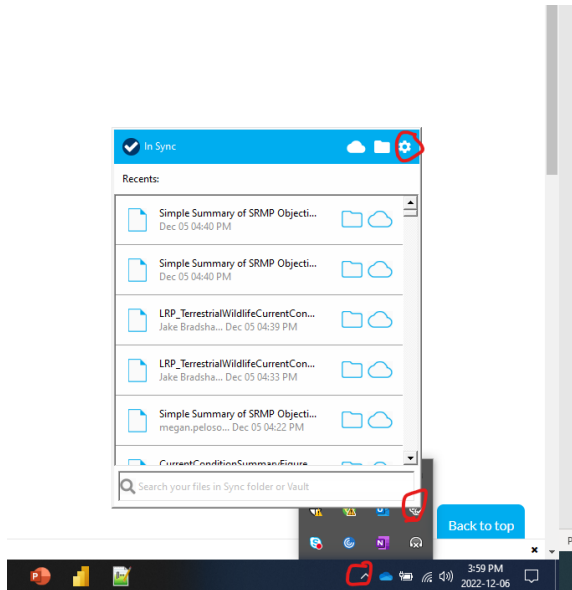 In Sync
Recents:
Simple Summary of SRMP Objecti...
Dec 05 04:40 PM
Simple Summary of SRMP Objecti...
Dec 05 04:40 PM
LRP_TerrestrialWildlifeCurrentCon...
Jake Bradsha... Dec 05 04:39 PM
LRP_TerrestrialWildlifeCurrentCon...
Jake Bradsha... Dec 05 04:33 PM
Simple Summary of SRMP Objecti...
megan.peloso... Dec 05 04:22 PM
CurrentConditionSummaryFigure
Search your files in Sync folder or Vault
Back to top
P
3:59 PM
2022-12-06